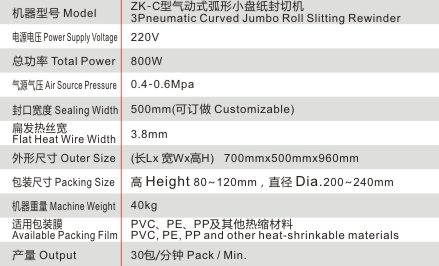 机器型号 Model ZK-C型气动式弧形小盘纸封切机
3Pneumatic Curved Jumbo Roll Slitting Rewinder
电源电压 Power Supply Voltage 220V
总功率 Total Power 800W
气源气压 Air Source Pressure 0.4-0.6Mpa
封口宽度 Sealing Width 500mm(可订做 Customizable)
扁发热丝宽
Flat Heat Wire Width 3.8mm
外形尺寸 Outer Size (长Lx 宽Wx高H) 700mmx500mmx960mm
包装尺寸 Packing Size 高 Height 80~120mm , 直径 Dia.200~240mm
机器重量 Machine Weight 40kg
适用包装膜 PVC、PE、PP及其他热缩材料
Available Packing Film PVC, PE, PP and other heat-shrinkable materials
产量 Output 30包/分钟 Pack / Min.